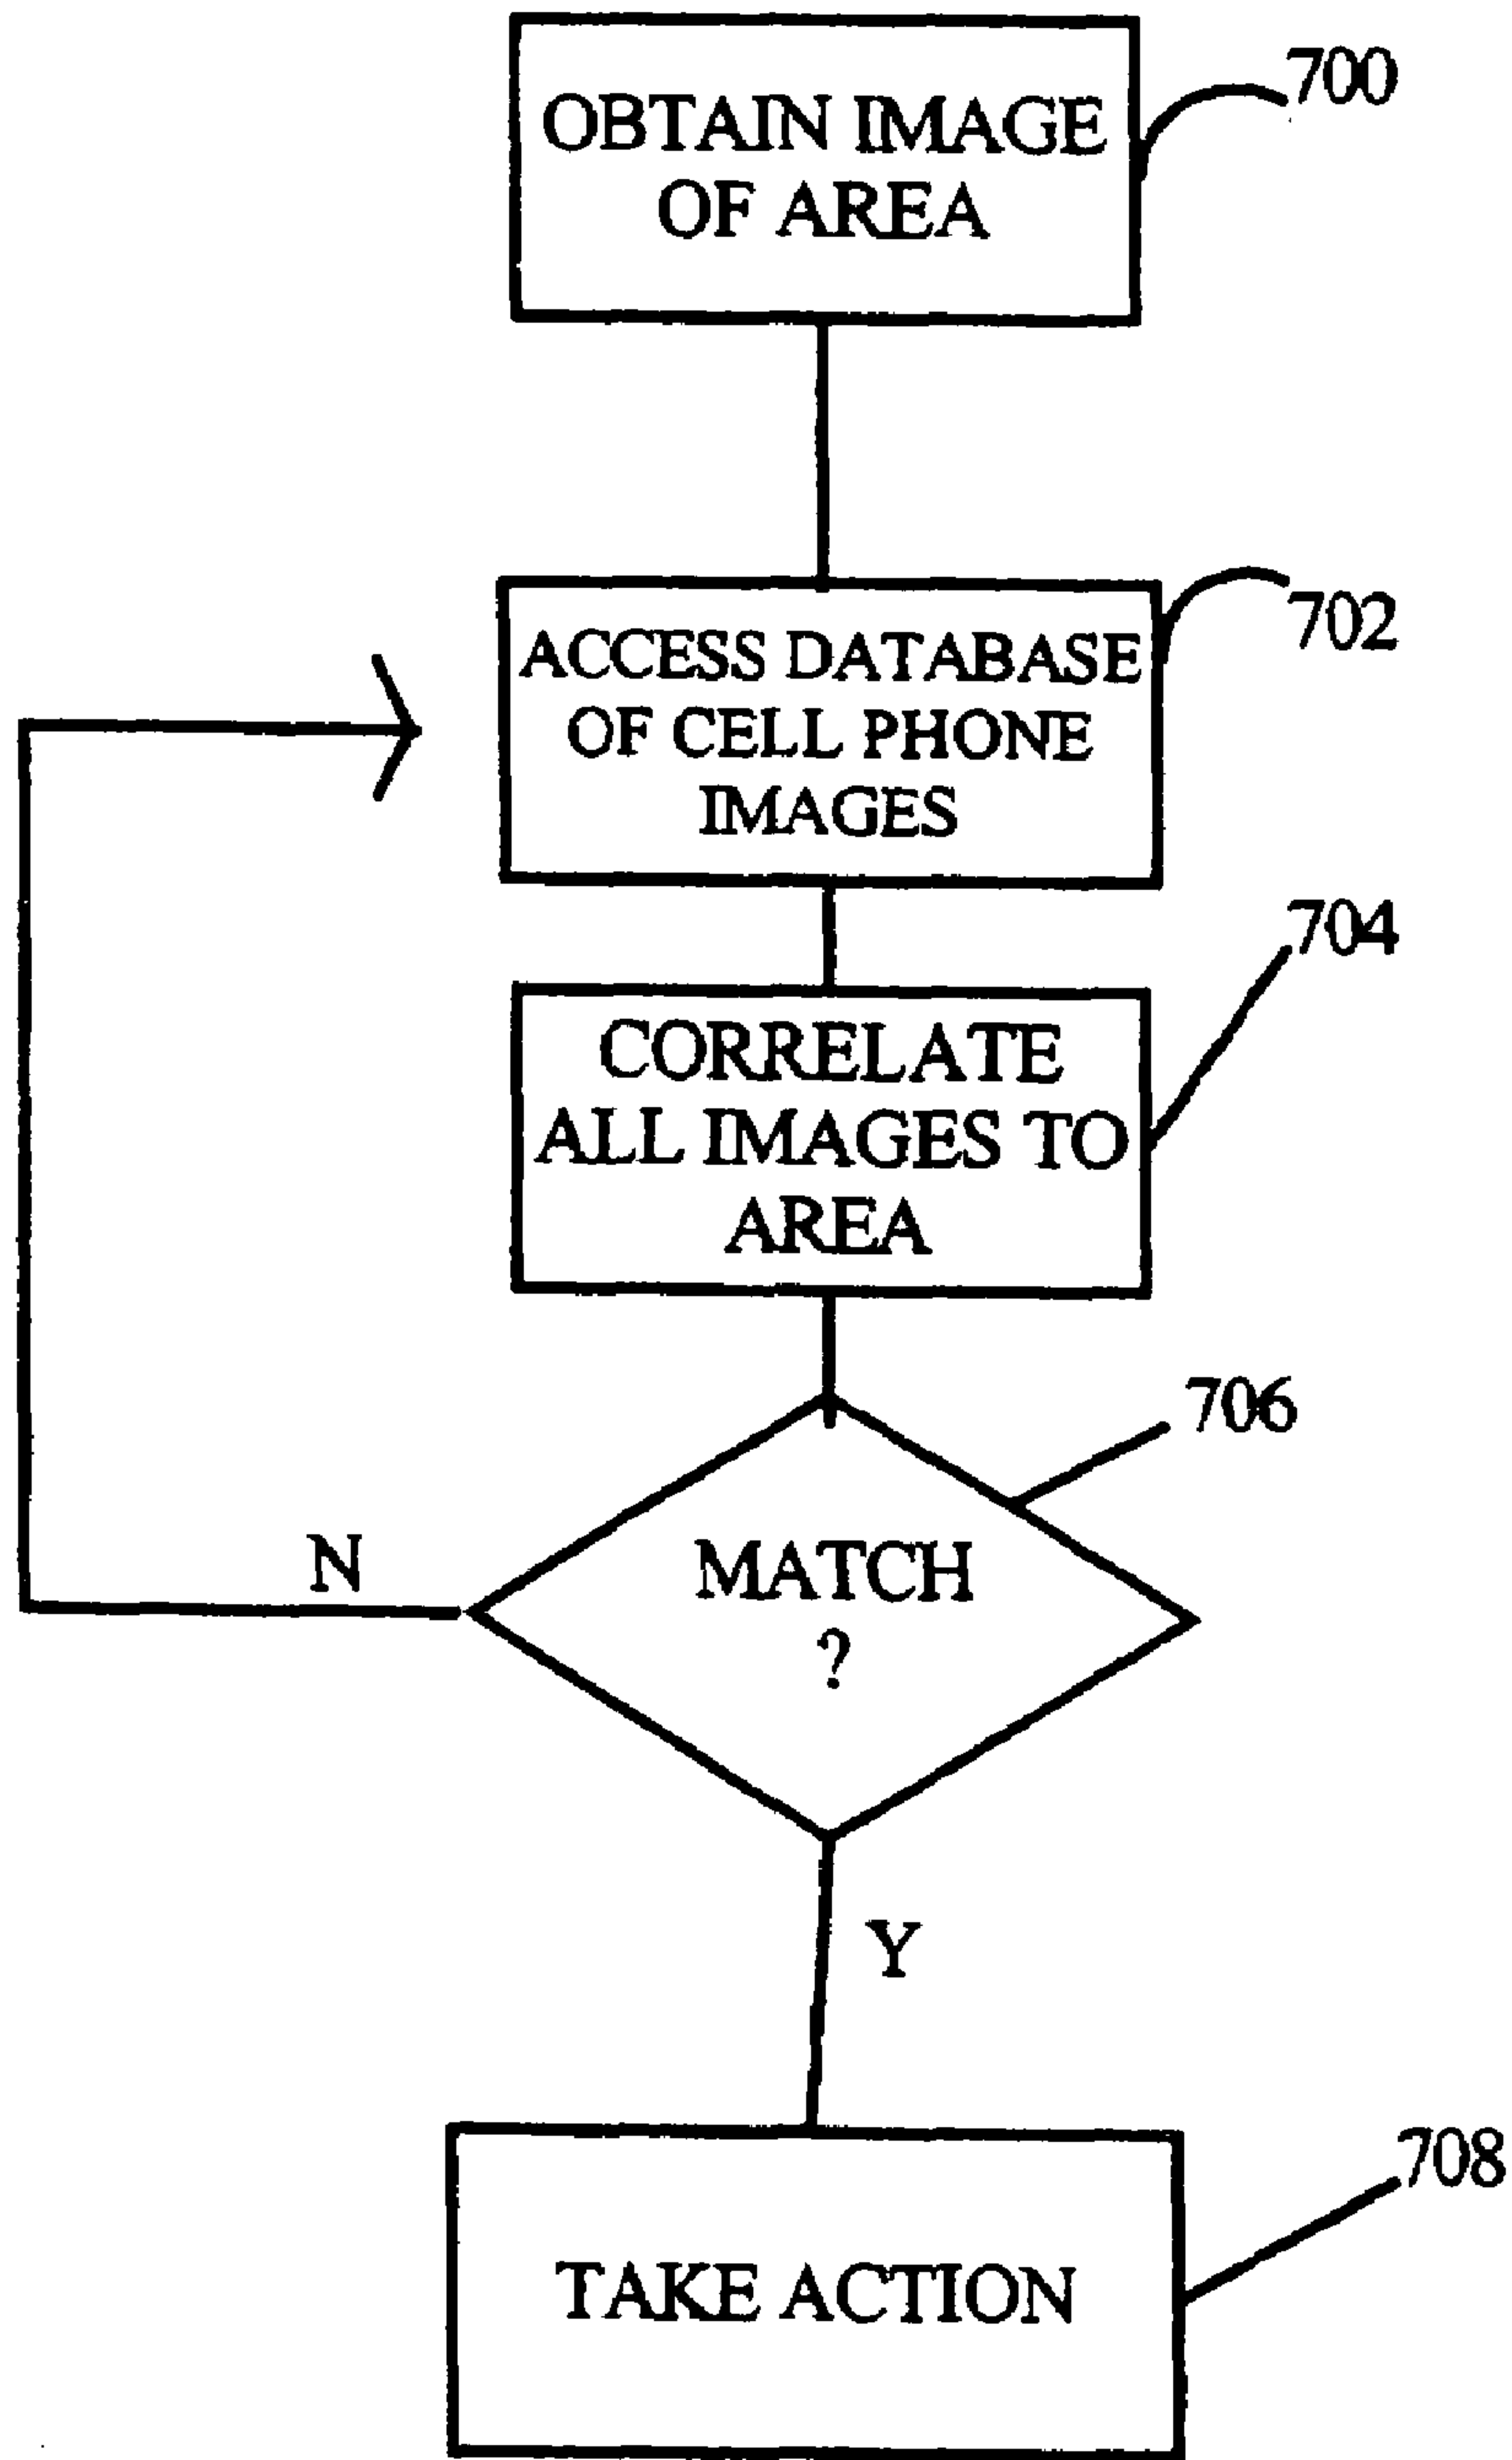 OBTAIN IMAGE
OF AREA
700
ACCESS DATABASE
OF CELL PHONE
IMAGES
702
CORRELATE
ALL IMAGES TO
AREA
704
MATCH
?
706
N
Y
TAKE ACTION
708